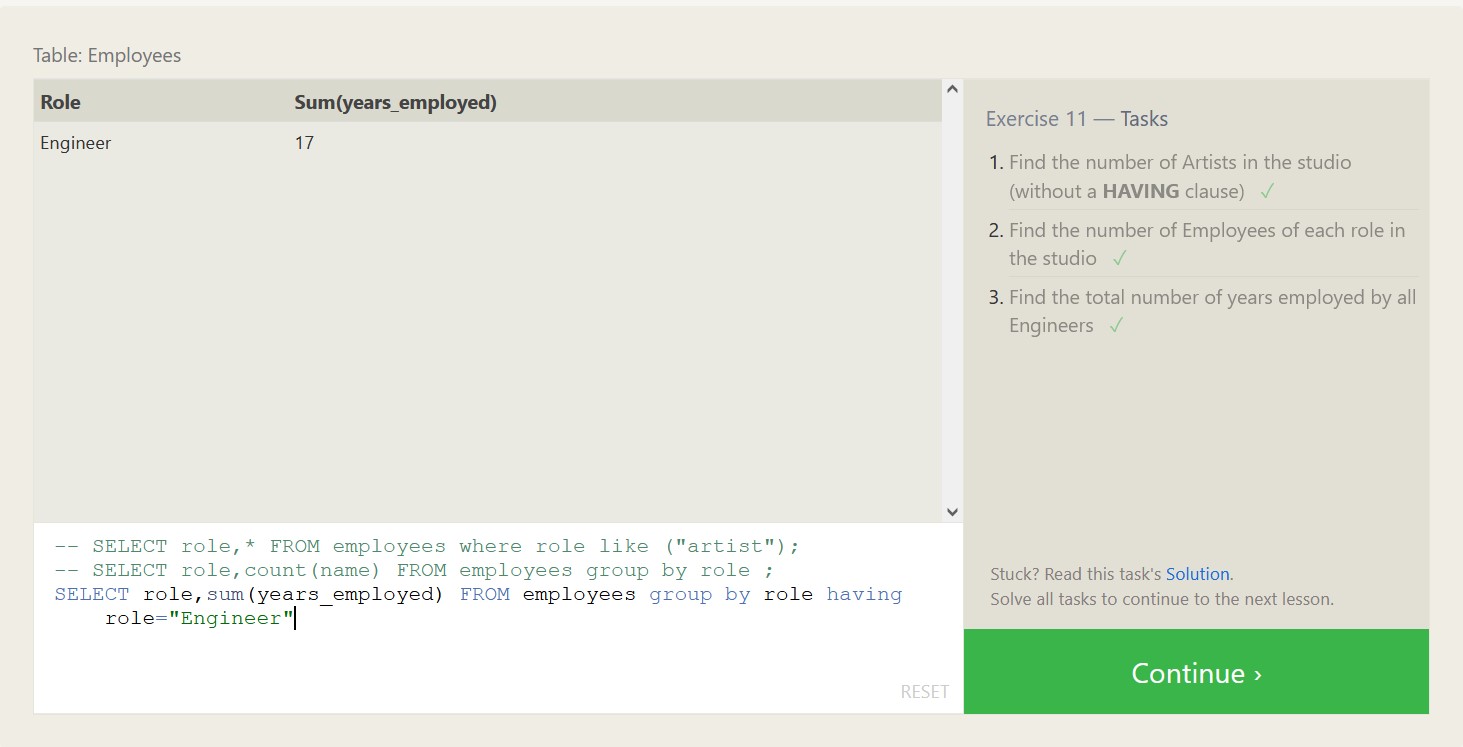 Table: Employees
Role Sum(years_employed)
Engineer 17
-- SELECT role,* FROM employees where role like ("artist");
-- SELECT role,count(name) FROM employees group by role ;
SELECT role,sum(years_employed) FROM employees group by role having
role="Engineer"
RESET
Exercise 11 — Tasks
1. Find the number of Artists in the studio
(without a HAVING clause) ✓
2. Find the number of Employees of each role in
the studio ✓
3. Find the total number of years employed by all
Engineers ✓
Stuck? Read this task's Solution.
Solve all tasks to continue to the next lesson.
Continue ›